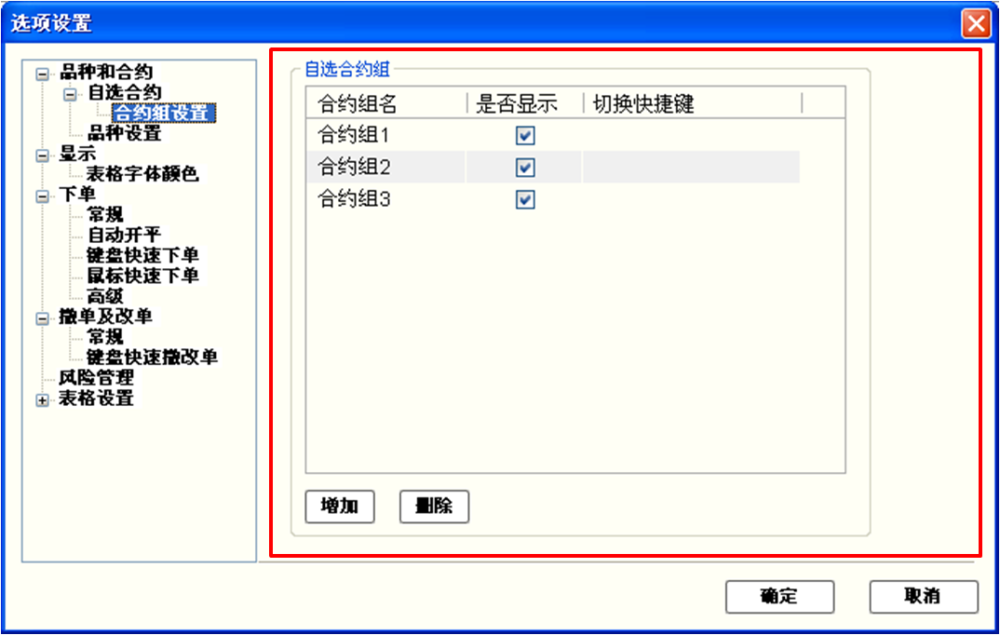 选项设置
品种和合约
自选合约
合约组设置
品种设置
显示
表格字体颜色
下单
常规
自动开平
键盘快速下单
鼠标快速下单
高级
撤单及改单
常规
键盘快速撤改单
风险管理
表格设置
自选合约组
合约组名 是否显示 切换快捷键
合约组1
合约组2
合约组3
增加 删除
确定 取消